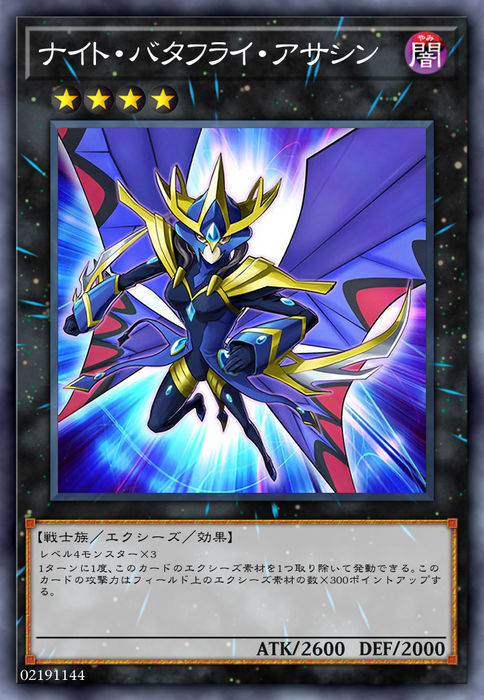 ナイト・バタフライ・アサシン
やみ
闇
【戦士族／エクシーズ／効果】
レベル4モンスター×3
1ターンに1度、このカードのエクシーズ素材を1つ取り除いて発動できる。この
カードの攻撃力はフィールド上のエクシーズ素材の数×300ポイントアップす
る。
ATK/2600 DEF/2000
02191144